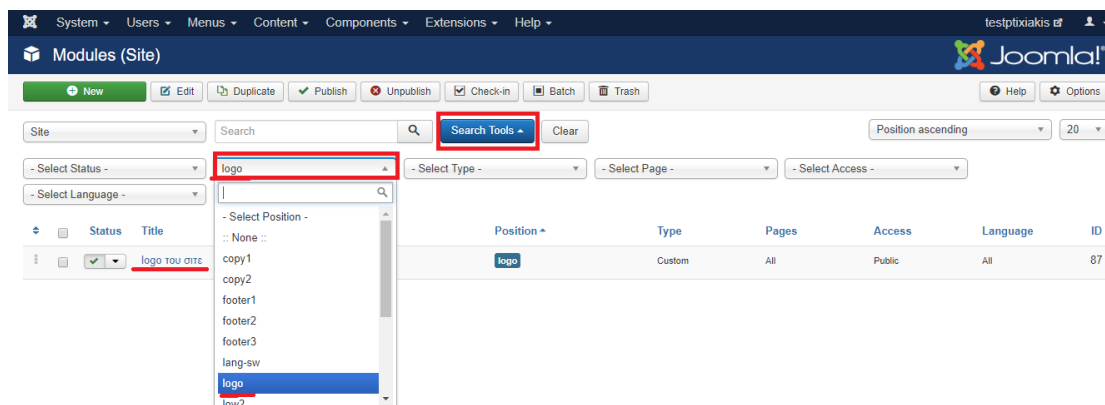 System Users Menus Content Components Extensions Help testptixiakis
Modules (Site) Joomla!
New Edit Duplicate Publish Unpublish Check-in Batch Trash Help Options
Site Search Search Tools Clear Position ascending 20
- Select Status - logo - Select Type - - Select Page - - Select Access -
- Select Language -
- Select Position -
Status Title Position Type Pages Access Language ID
:: None ::
copy1
logo του σιτε logo Custom All Public All 87
copy2
footer1
footer2
footer3
lang-sw
logo
low2